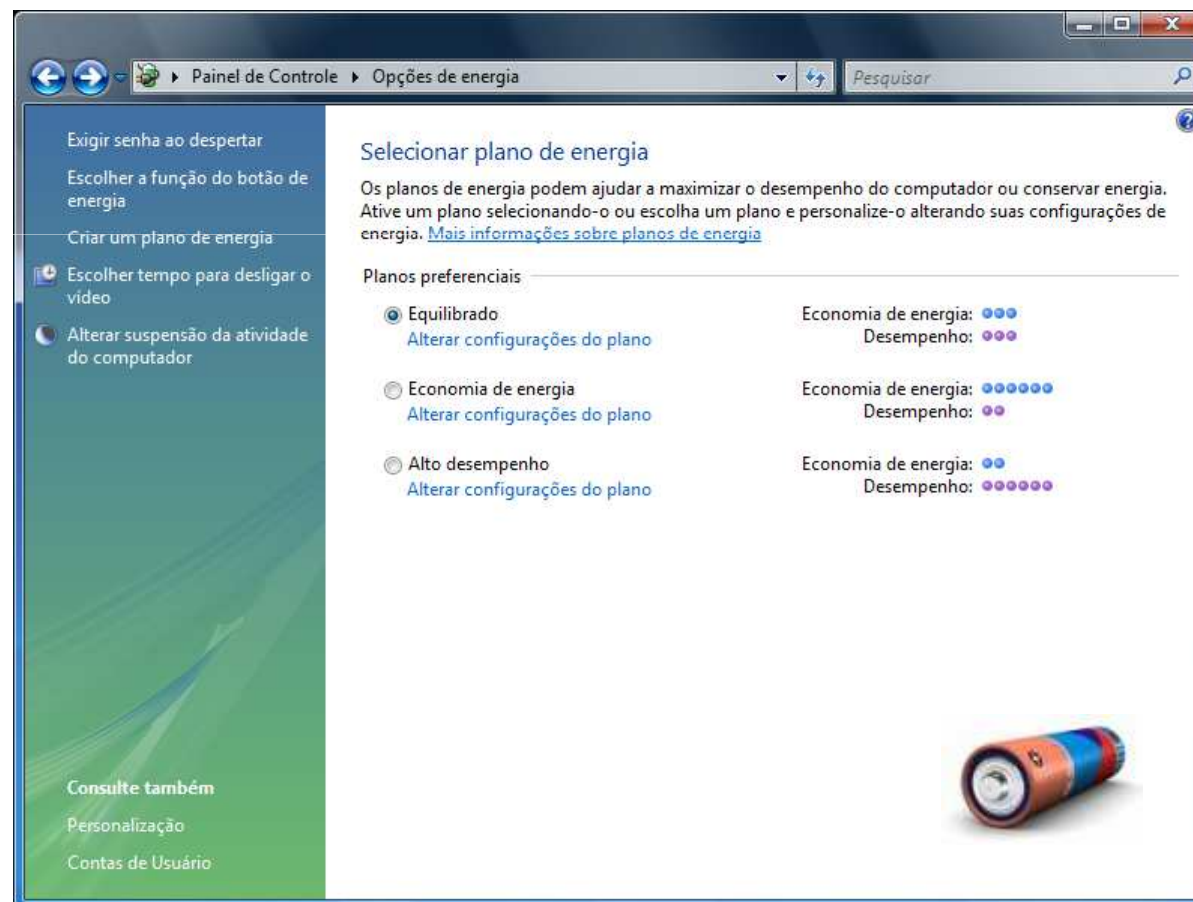 Painel de Controle ▸ Opções de energia
Pesquisar
Exigir senha ao despertar
Escolher a função do botão de
energia
Criar um plano de energia
Escolher tempo para desligar o
vídeo
Alterar suspensão da atividade
do computador
Consulte também
Personalização
Contas de Usuário
Selecionar plano de energia
Os planos de energia podem ajudar a maximizar o desempenho do computador ou conservar energia.
Ative um plano selecionando-o ou escolha um plano e personalize-o alterando suas configurações de
energia. Mais informações sobre planos de energia
Planos preferenciais
Equilibrado
Alterar configurações do plano
Economia de energia:
Desempenho:
Economia de energia
Alterar configurações do plano
Economia de energia:
Desempenho:
Alto desempenho
Alterar configurações do plano
Economia de energia:
Desempenho: